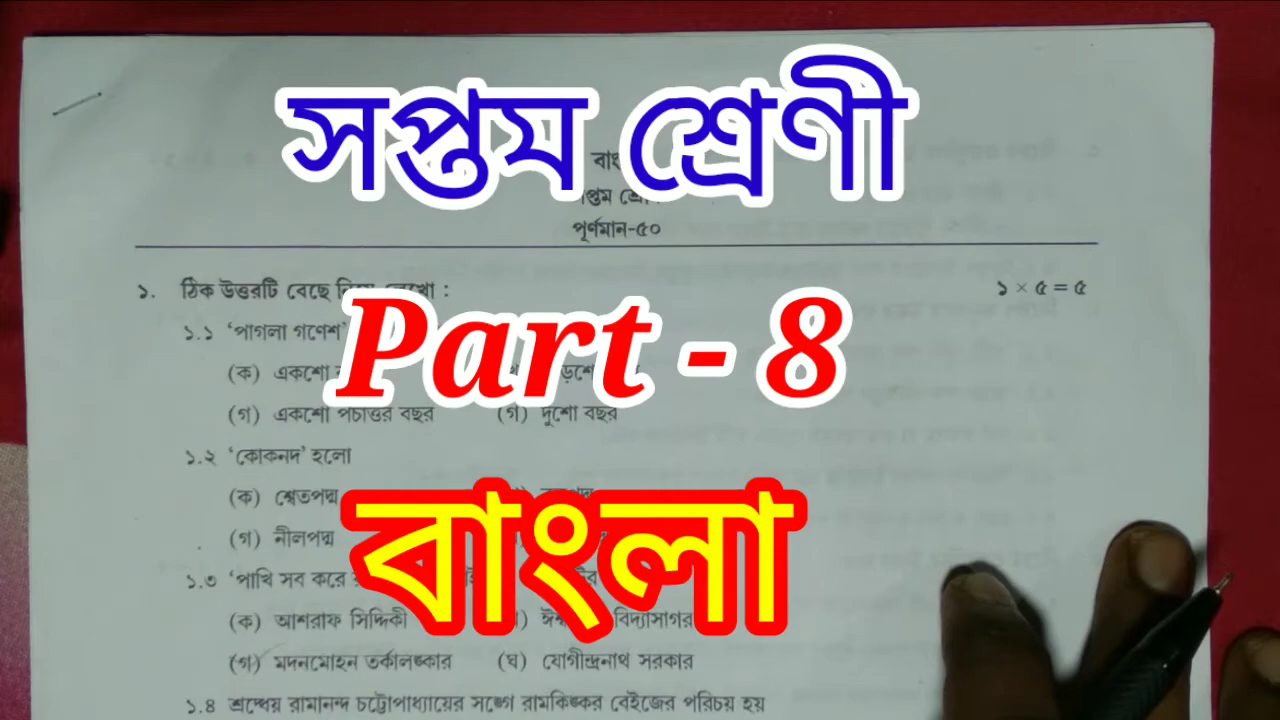 সপ্তম শ্রেণী
পূর্ণমান-৫০
১. ঠিক উত্তরটি বেছে : ১ × ৫ = ৫
১.১ ‘পাগলা গণেশ’
(ক) একশো
(গ) একশো পঁচাত্তর বছর (গ) দুশো বছর
Part - 8
১.২ ‘কোকনদ’ হলো
(ক) শ্বেতপদ্ম
(গ) নীলপদ্ম
বাংলা
১.৩ ‘পাখি সব করে
(ক) আশরাফ সিদ্দিকী বিদ্যাসাগর
(গ) মদনমোহন তর্কালঙ্কার (ঘ) যোগীন্দ্রনাথ সরকার
১.৪ শ্রদ্ধেয় রামানন্দ চট্টোপাধ্যায়ের সঙ্গে রামকিঙ্কর বেইজের পরিচয় হয়